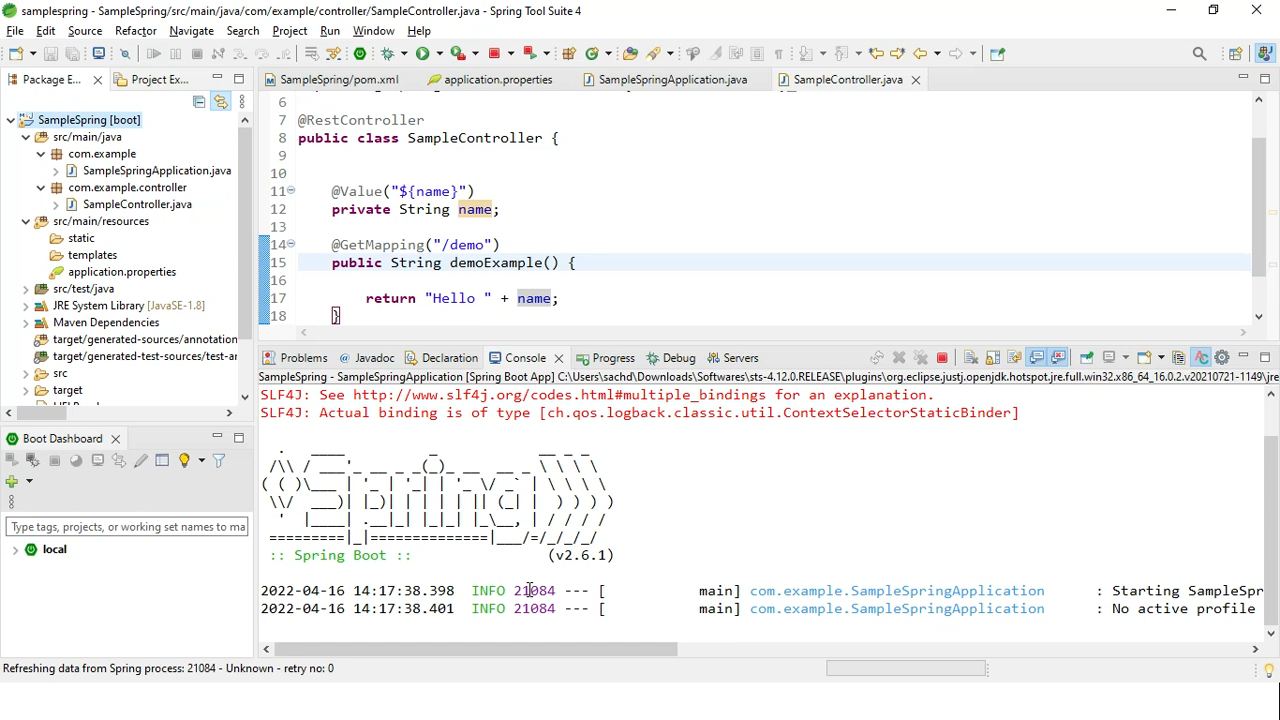 samplespring - SampleSpring/src/main/java/com/example/controller/SampleController.java - Spring Tool Suite 4
File Edit Source Refactor Navigate Search Project Run Window Help
Package E... Project Ex...
SampleSpring [boot]
src/main/java
com.example
SampleSpringApplication.java
com.example.controller
SampleController.java
src/main/resources
static
templates
application.properties
src/test/java
JRE System Library [JavaSE-1.8]
Maven Dependencies
target/generated-sources/annotation
target/generated-test-sources/test-ar
src
target
Boot Dashboard
Type tags, projects, or working set names to ma
local
SampleSpring/pom.xml application.properties SampleSpringApplication.java SampleController.java
6
7 @RestController
8 public class SampleController {
9
10
11 @Value("${name}")
12 private String name;
13
14 @GetMapping("/demo")
15 public String demoExample() {
16
17 return "Hello " + name;
18 }
Problems Javadoc Declaration Console Progress Debug Servers
SampleSpring - SampleSpringApplication [Spring Boot App] C:\Users\sachd\Downloads\Softwares\sts-4.12.0.RELEASE\plugins\org.eclipse.justj.openjdk.hotspot.jre.full.win32.x86_64_16.0.2.v20210721-1149\jre
SLF4J: See http://www.slf4j.org/codes.html#multiple_bindings for an explanation.
SLF4J: Actual binding is of type [ch.qos.logback.classic.util.ContextSelectorStaticBinder]
Spring
:: Spring Boot :: (v2.6.1)
2022-04-16 14:17:38.398 INFO 21084 --- [ main] com.example.SampleSpringApplication : Starting SampleSpr
2022-04-16 14:17:38.401 INFO 21084 --- [ main] com.example.SampleSpringApplication : No active profile
Refreshing data from Spring process: 21084 - Unknown - retry no: 0